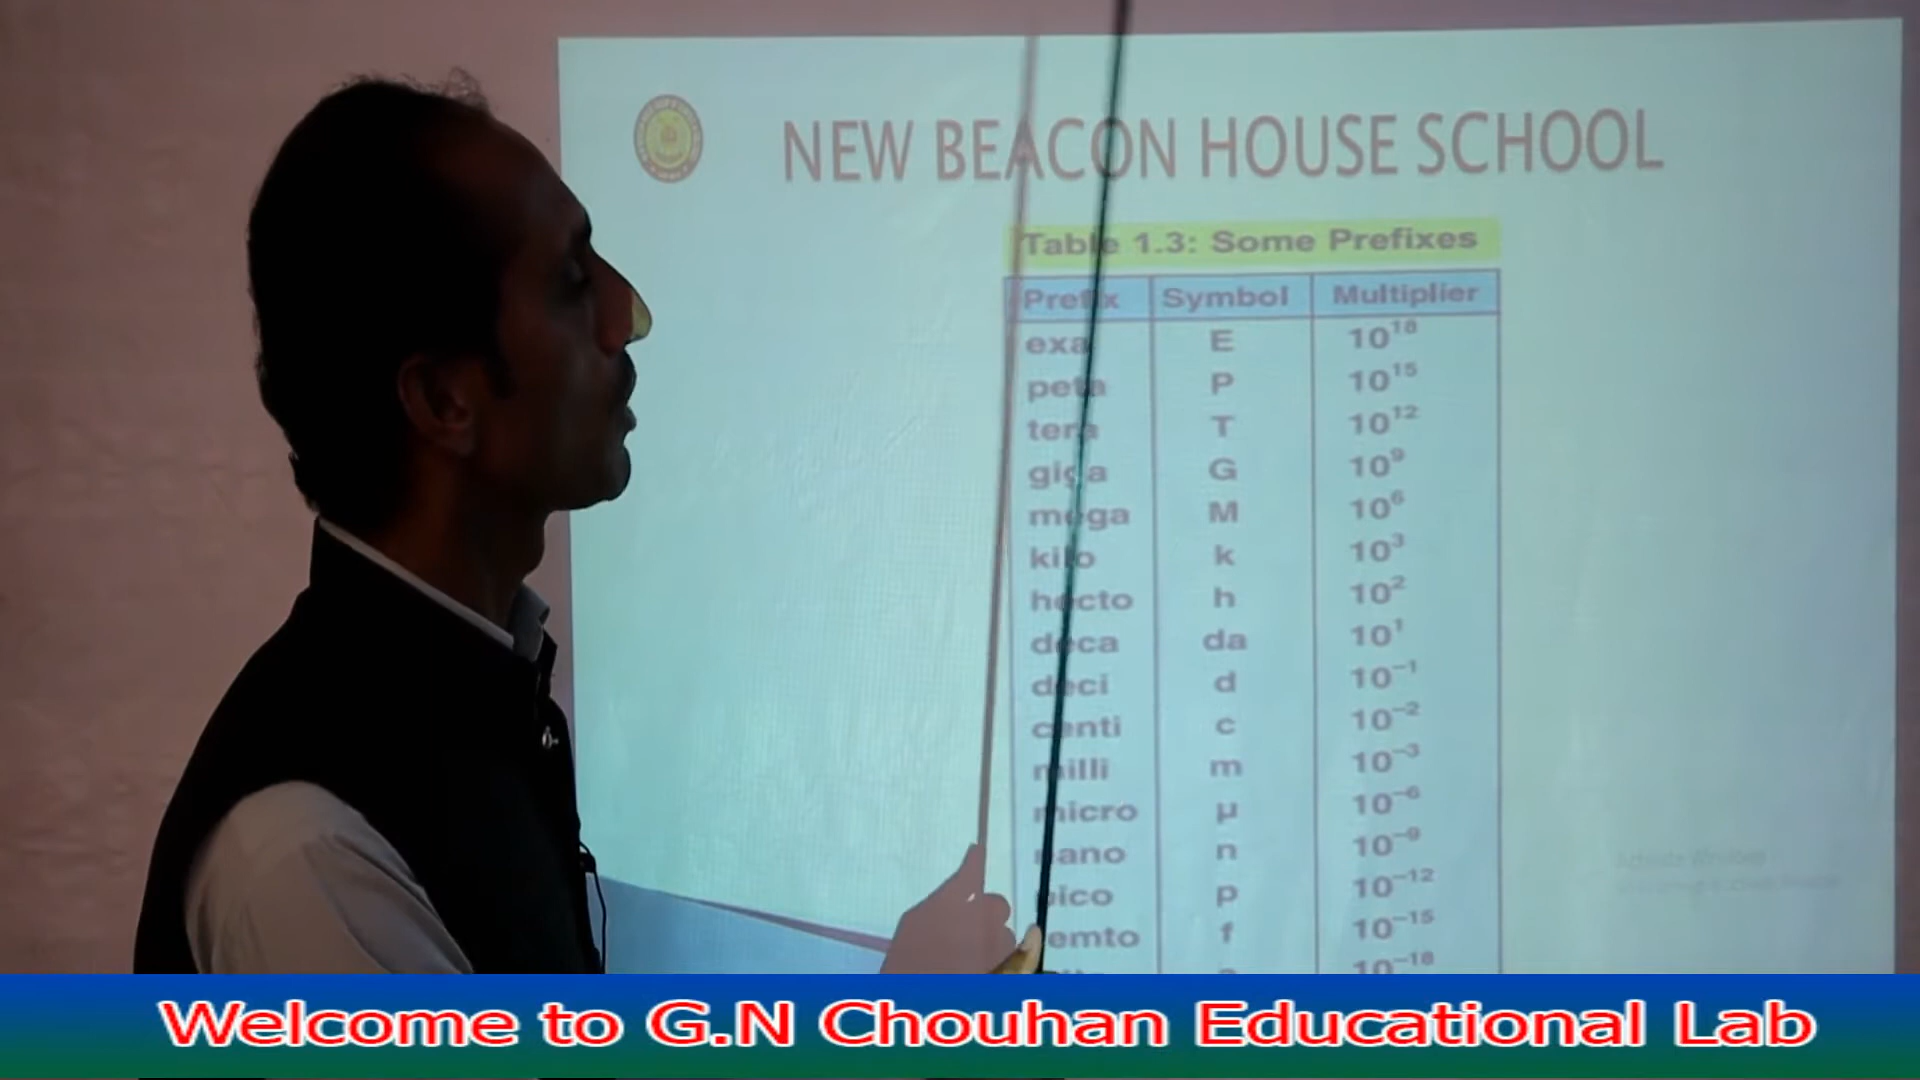 NEW BEACON HOUSE SCHOOL
Table 1.3: Some Prefixes
Prefix Symbol Multiplier
exa E 10¹⁸
peta P 10¹⁵
tera T 10¹²
giga G 10⁹
mega M 10⁶
kilo k 10³
hecto h 10²
deca da 10¹
deci d 10⁻¹
centi c 10⁻²
milli m 10⁻³
micro μ 10⁻⁶
nano n 10⁻⁹
pico p 10⁻¹²
femto f 10⁻¹⁵
10⁻¹⁸
Activate Windows
Welcome to G.N Chouhan Educational Lab